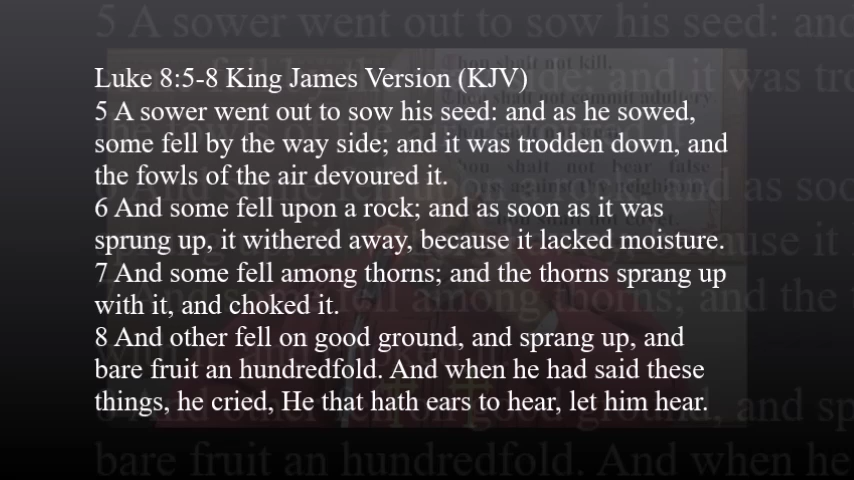 Luke 8:5-8 King James Version (KJV)
5 A sower went out to sow his seed: and as he sowed,
some fell by the way side; and it was trodden down, and
the fowls of the air devoured it.
6 And some fell upon a rock; and as soon as it was
sprung up, it withered away, because it lacked moisture.
7 And some fell among thorns; and the thorns sprang up
with it, and choked it.
8 And other fell on good ground, and sprang up, and
bare fruit an hundredfold. And when he had said these
things, he cried, He that hath ears to hear, let him hear.